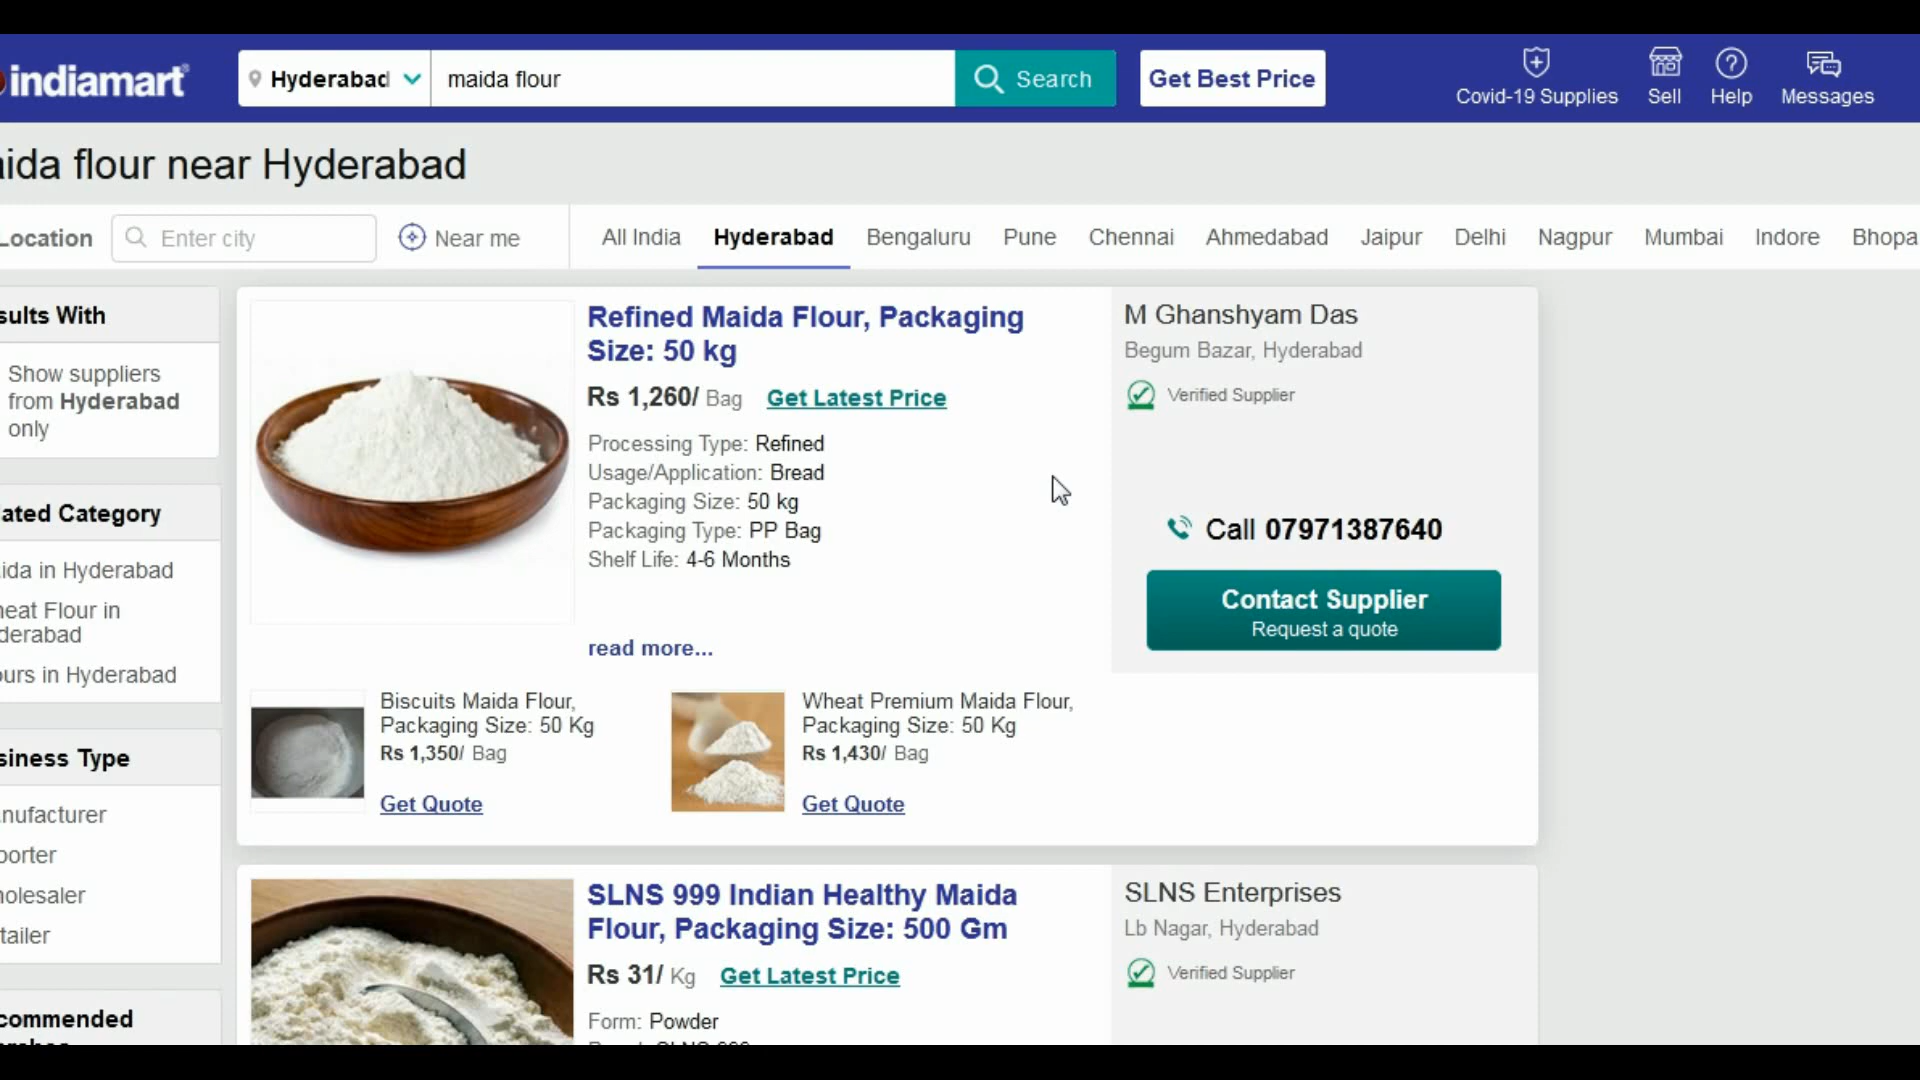 indiamart
Hyderabad
maida flour
Search
Get Best Price
Covid-19 Supplies
Sell
Help
Messages
flour near Hyderabad
Location
Enter city
Near me
All India
Hyderabad
Bengaluru
Pune
Chennai
Ahmedabad
Jaipur
Delhi
Nagpur
Mumbai
Indore
Bhopa
sults With
Show suppliers
from Hyderabad
only
ated Category
ida in Hyderabad
eat Flour in
derabad
ours in Hyderabad
siness Type
nufacturer
porter
olesaler
tailer
commended
Refined Maida Flour, Packaging
Size: 50 kg
Rs 1,260/ Bag Get Latest Price
Processing Type: Refined
Usage/Application: Bread
Packaging Size: 50 kg
Packaging Type: PP Bag
Shelf Life: 4-6 Months
read more...
M Ghanshyam Das
Begum Bazar, Hyderabad
Verified Supplier
Call 07971387640
Contact Supplier
Request a quote
Biscuits Maida Flour,
Packaging Size: 50 Kg
Rs 1,350/ Bag
Get Quote
Wheat Premium Maida Flour,
Packaging Size: 50 Kg
Rs 1,430/ Bag
Get Quote
SLNS 999 Indian Healthy Maida
Flour, Packaging Size: 500 Gm
Rs 31/ Kg Get Latest Price
Form: Powder
SLNS Enterprises
Lb Nagar, Hyderabad
Verified Supplier